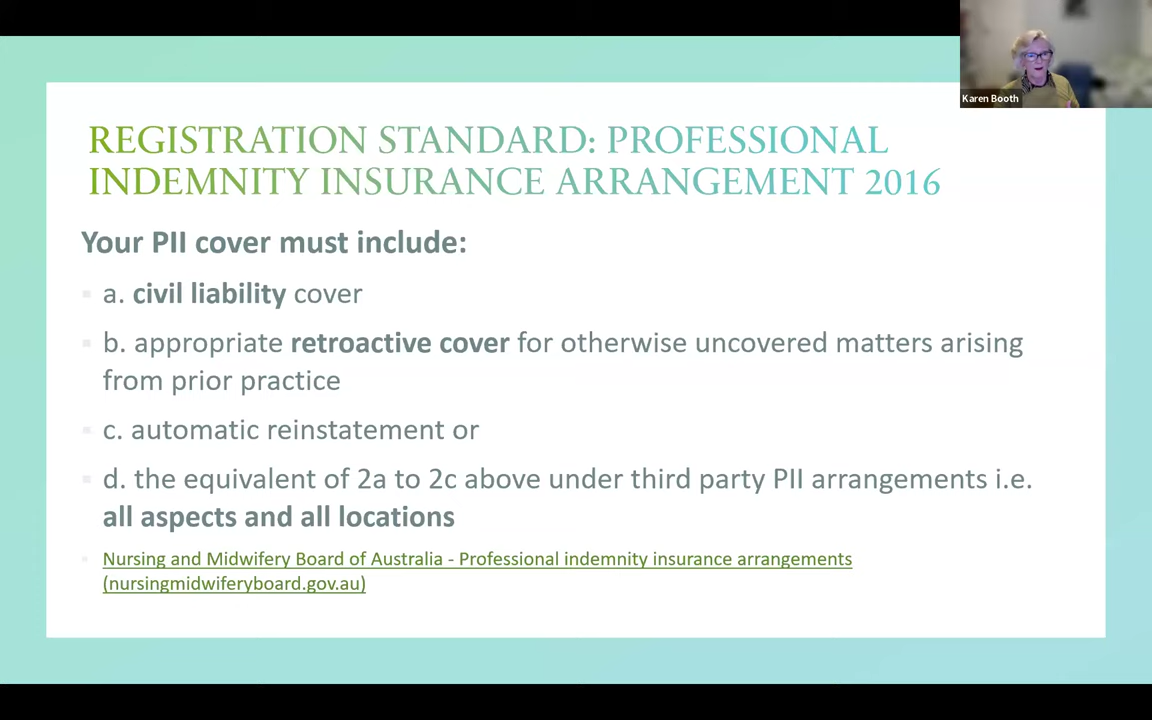 Karen Booth
REGISTRATION STANDARD: PROFESSIONAL
INDEMNITY INSURANCE ARRANGEMENT 2016
Your PII cover must include:
a. civil liability cover
b. appropriate retroactive cover for otherwise uncovered matters arising
from prior practice
c. automatic reinstatement or
d. the equivalent of 2a to 2c above under third party PII arrangements i.e.
all aspects and all locations
Nursing and Midwifery Board of Australia - Professional indemnity insurance arrangements
(nursingmidwiferyboard.gov.au)